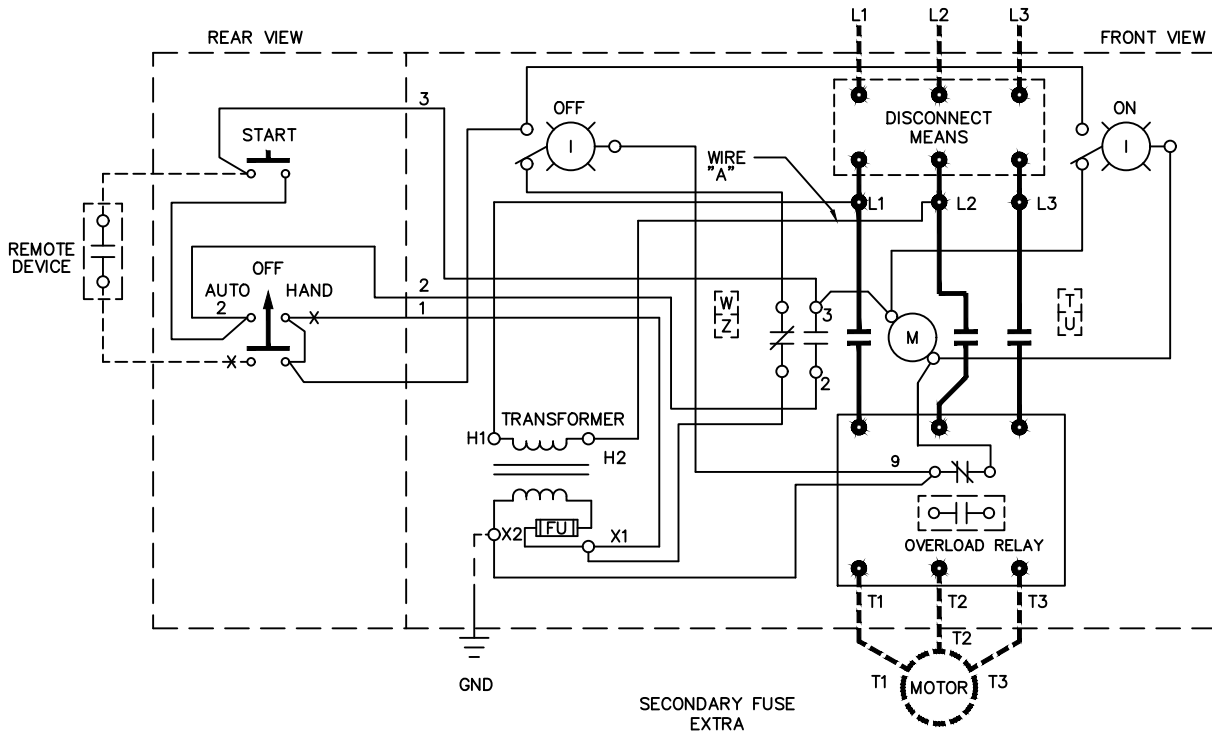 L1 L2 L3
REAR VIEW
FRONT VIEW
3
OFF
ON
START
DISCONNECT
MEANS
I
I
WIRE
"A"
L1 L2 L3
REMOTE
DEVICE
OFF
AUTO HAND
2
X
2
1
W
Z
3
T
U
M
X
2
TRANSFORMER
H1
H2
9
FU
X2
X1
OVERLOAD RELAY
T1 T2 T3
T2
GND
T1 MOTOR T3
SECONDARY FUSE
EXTRA